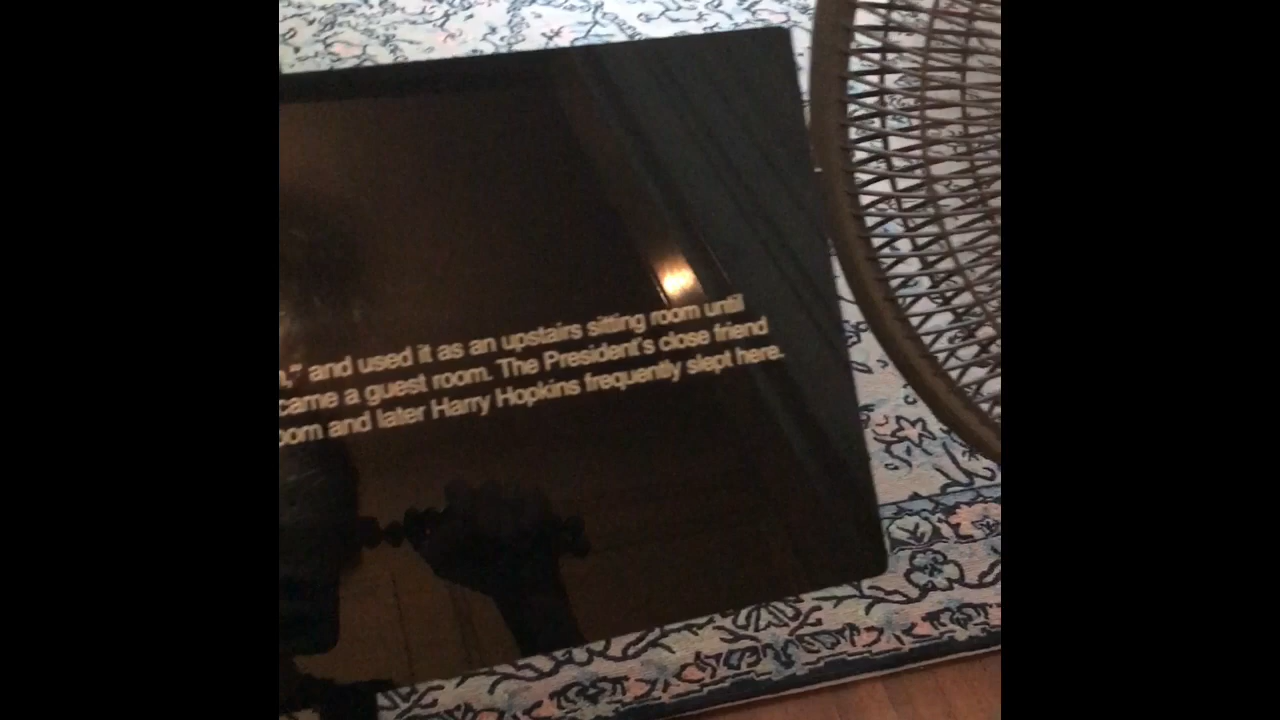 ," and used it as an upstairs sitting room until
came a guest room. The President's close friend
oom and later Harry Hopkins frequently slept here.